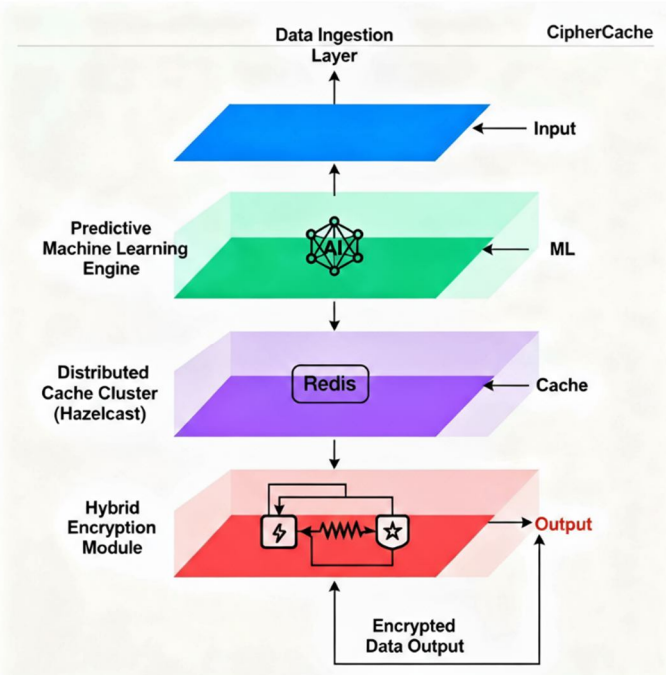 CipherCache
Data Ingestion
Layer
Input
Predictive
Machine Learning
Engine
AI
ML
Distributed
Cache Cluster
(Hazelcast)
Redis
Cache
Hybrid
Encryption
Module
Output
Encrypted
Data Output